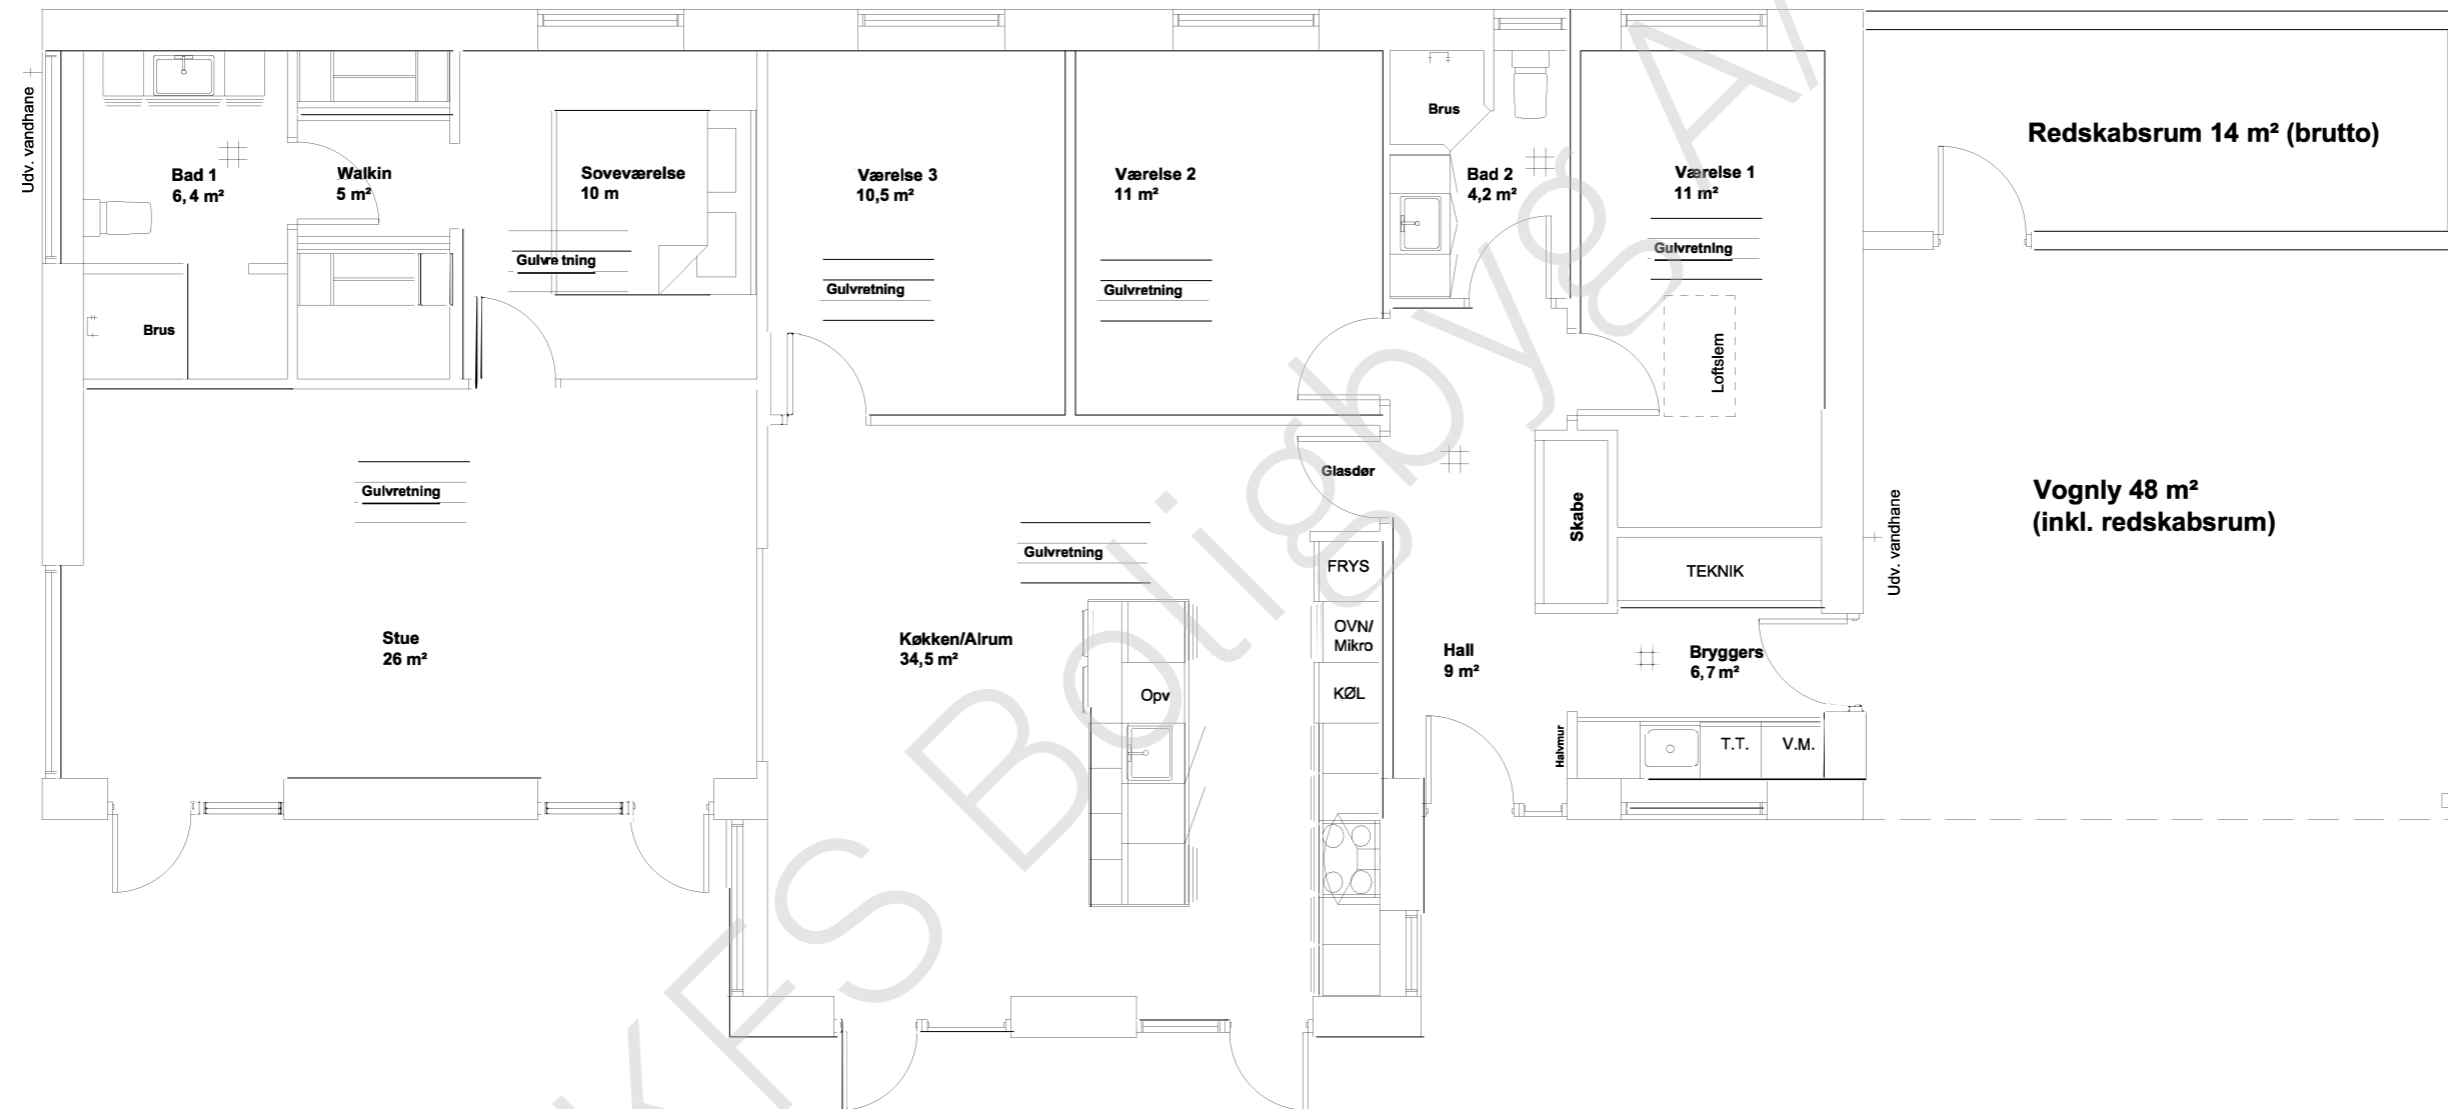 Udv. vandhane
Bad 1
6,4 m²
Walkin
5 m²
Soveværelse
10 m
Gulvretning
Værelse 3
10,5 m²
Gulvretning
Værelse 2
11 m²
Gulvretning
Brus
Bad 2
4,2 m²
Værelse 1
11 m²
Gulvretning
Loftslem
Redskabsrum 14 m² (brutto)
Brus
Gulvretning
Stue
26 m²
Glasdør
Gulvretning
Køkken/Alrum
34,5 m²
Opv
FRYS
OVN/
Mikro
KØL
Skabe
TEKNIK
Hall
9 m²
Bryggers
6,7 m²
Halvmur
T.T.
V.M.
Udv. vandhane
Vognly 48 m²
(inkl. redskabsrum)
KFS Boligbyg A/